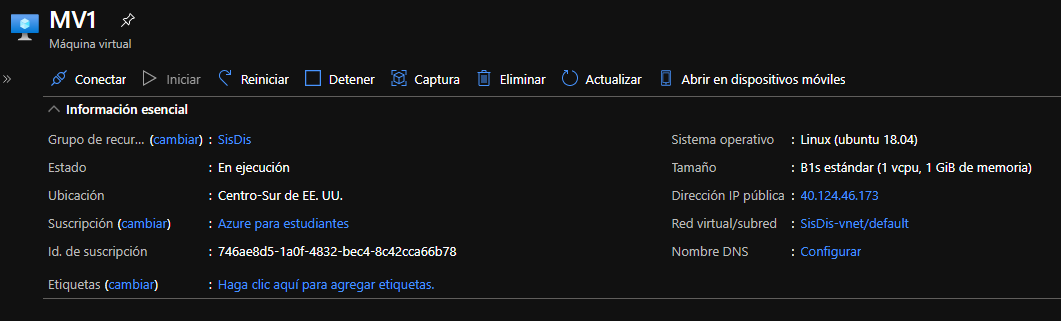 MV1
Máquina virtual
» Conectar Iniciar Reiniciar Detener Captura Eliminar Actualizar Abrir en dispositivos móviles
Información esencial
Grupo de recur... (cambiar) : SisDis
Estado : En ejecución
Ubicación : Centro-Sur de EE. UU.
Suscripción (cambiar) : Azure para estudiantes
Id. de suscripción : 746ae8d5-1a0f-4832-bec4-8c42cca66b78
Etiquetas (cambiar) : Haga clic aquí para agregar etiquetas.
Sistema operativo : Linux (ubuntu 18.04)
Tamaño : B1s estándar (1 vcpu, 1 GiB de memoria)
Dirección IP pública : 40.124.46.173
Red virtual/subred : SisDis-vnet/default
Nombre DNS : Configurar